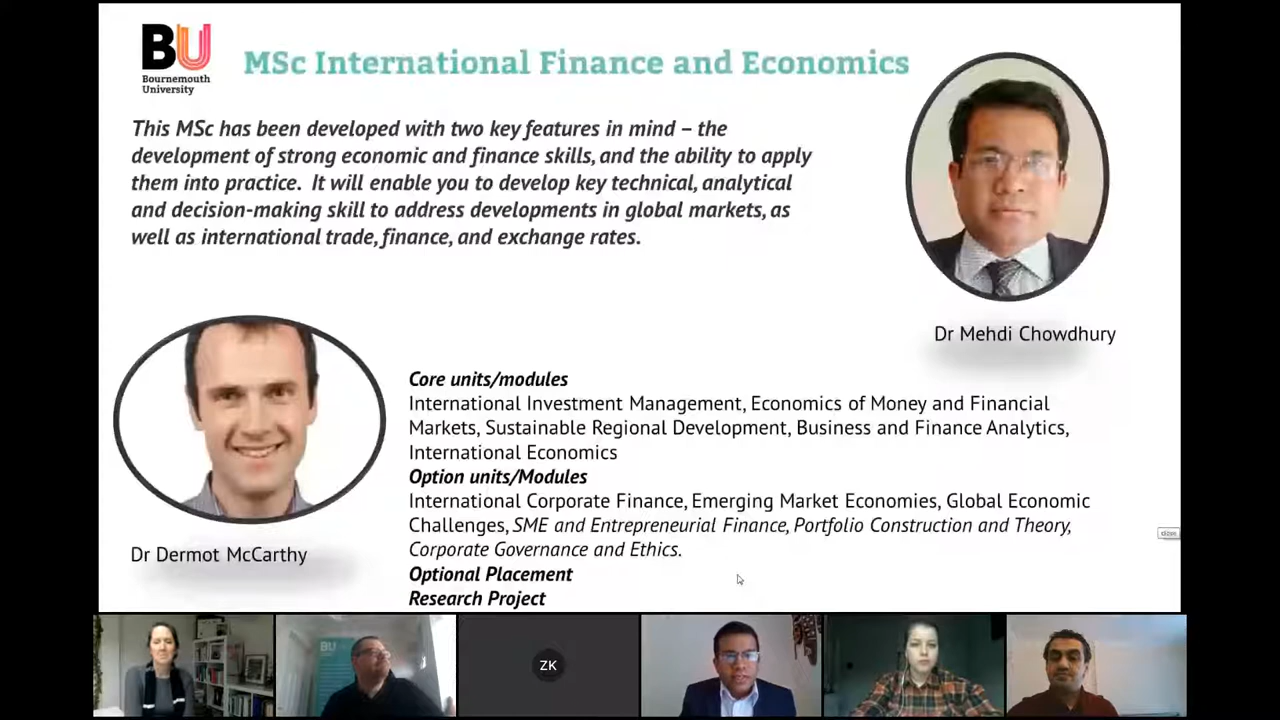 BU
Bournemouth
University
MSc International Finance and Economics
This MSc has been developed with two key features in mind – the
development of strong economic and finance skills, and the ability to apply
them into practice. It will enable you to develop key technical, analytical
and decision-making skill to address developments in global markets, as
well as international trade, finance, and exchange rates.
Dr Mehdi Chowdhury
Core units/modules
International Investment Management, Economics of Money and Financial
Markets, Sustainable Regional Development, Business and Finance Analytics,
International Economics
Option units/Modules
International Corporate Finance, Emerging Market Economies, Global Economic
Challenges, SME and Entrepreneurial Finance, Portfolio Construction and Theory,
Corporate Governance and Ethics.
Dr Dermot McCarthy
Optional Placement
Research Project
BU
ZK